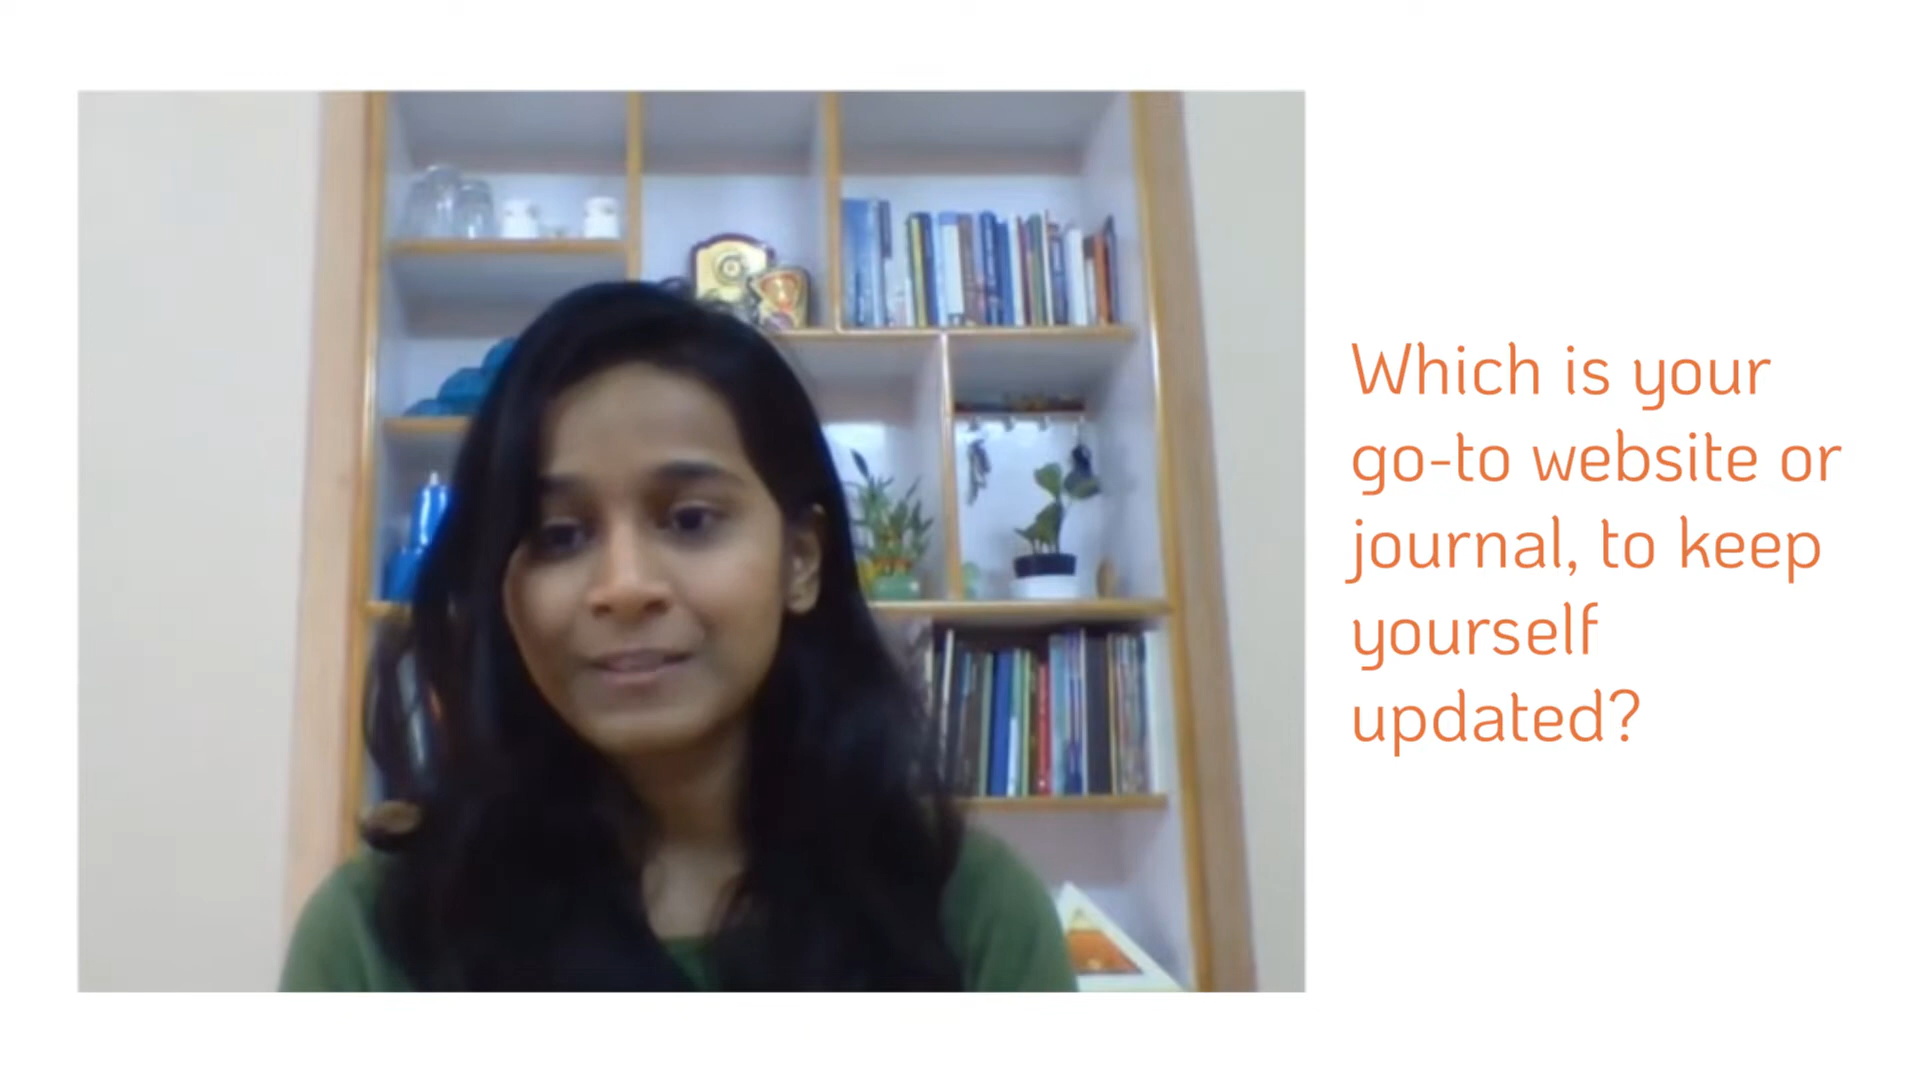 Which is your
go-to website or
journal, to keep
yourself
updated?